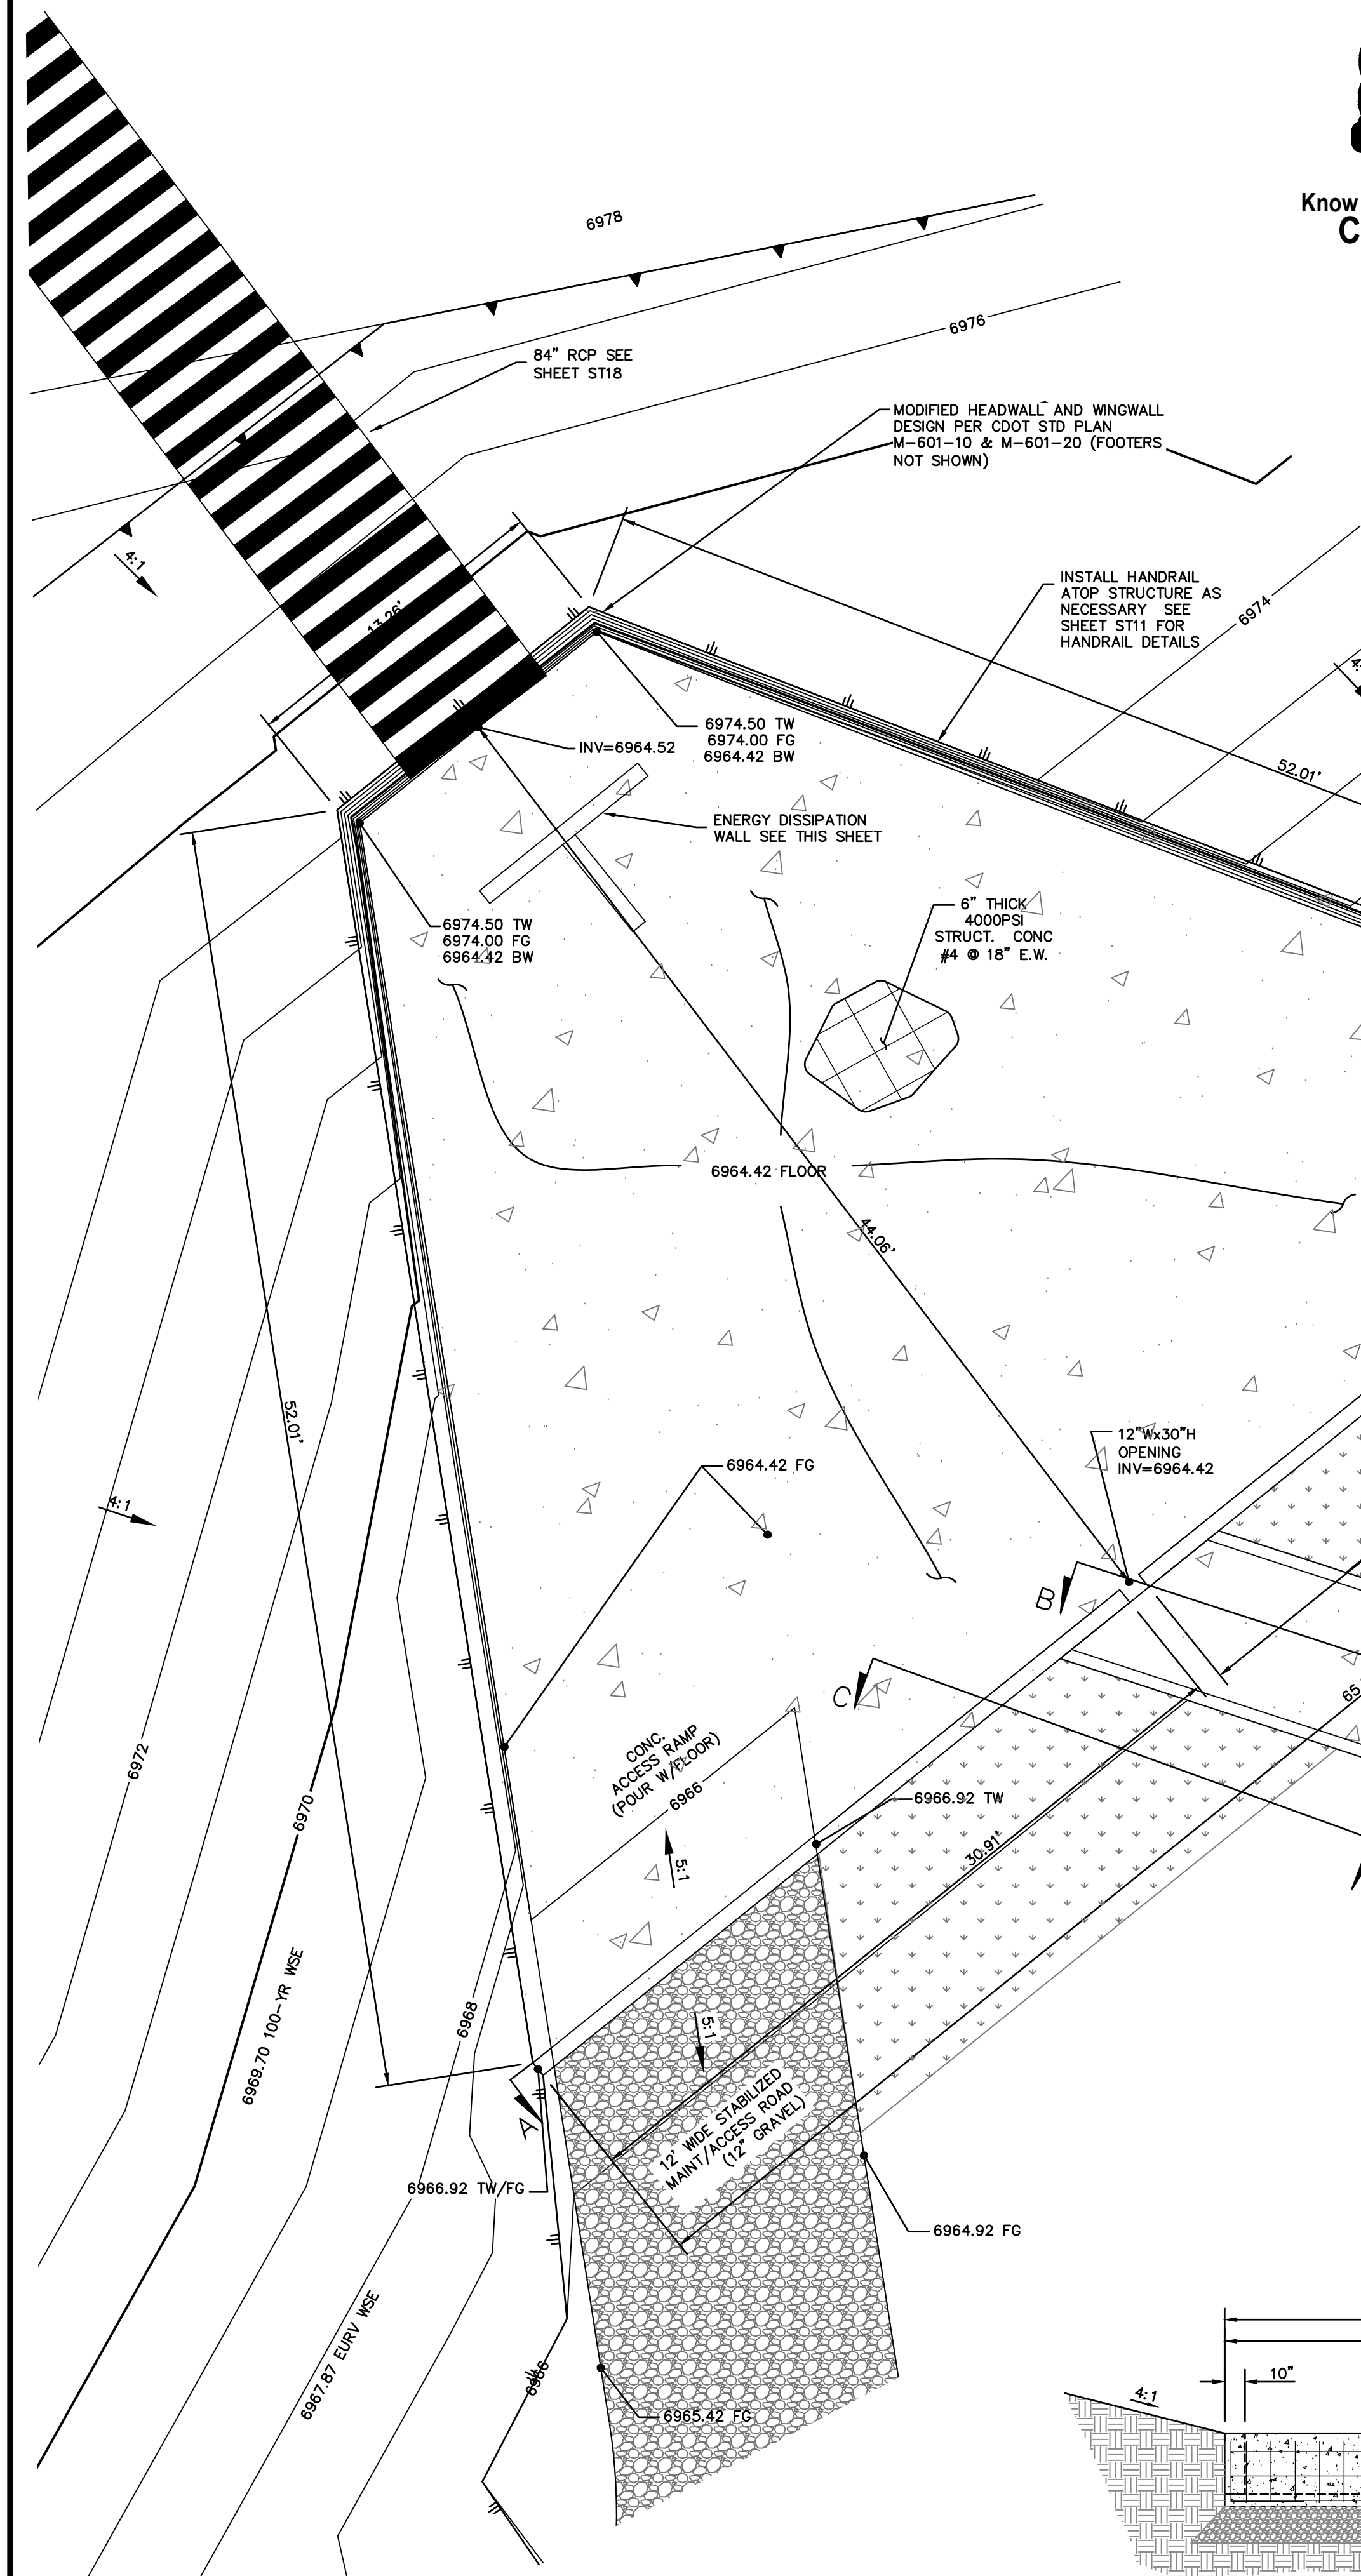 Know
C
6978
6976
84" RCP SEE
SHEET ST18
MODIFIED HEADWALL AND WINGWALL
DESIGN PER CDOT STD PLAN
M-601-10 & M-601-20 (FOOTERS
NOT SHOWN)
4:1
13.26'
INSTALL HANDRAIL
ATOP STRUCTURE AS
NECESSARY SEE
SHEET ST11 FOR
HANDRAIL DETAILS
6974
6974.50 TW
6974.00 FG
6964.42 BW
INV=6964.52
52.01'
ENERGY DISSIPATION
WALL SEE THIS SHEET
6974.50 TW
6974.00 FG
6964.42 BW
6" THICK
4000PSI
STRUCT. CONC
#4 @ 18" E.W.
6964.42 FLOOR
44.06'
52.01'
12"Wx30"H
OPENING
INV=6964.42
6964.42 FG
4:1
B
C
CONC.
ACCESS RAMP
(POUR W/FLOOR)
6966
6972
6970
6966.92 TW
30.91'
5:1
6969.70 100-YR WSE
6968
5:1
A
12' WIDE STABILIZED
MAINT/ACCESS ROAD
(12" GRAVEL)
6966.92 TW/FG
6964.92 FG
6967.87 EURV WSE
6966
6965.42 FG
10"
4:1